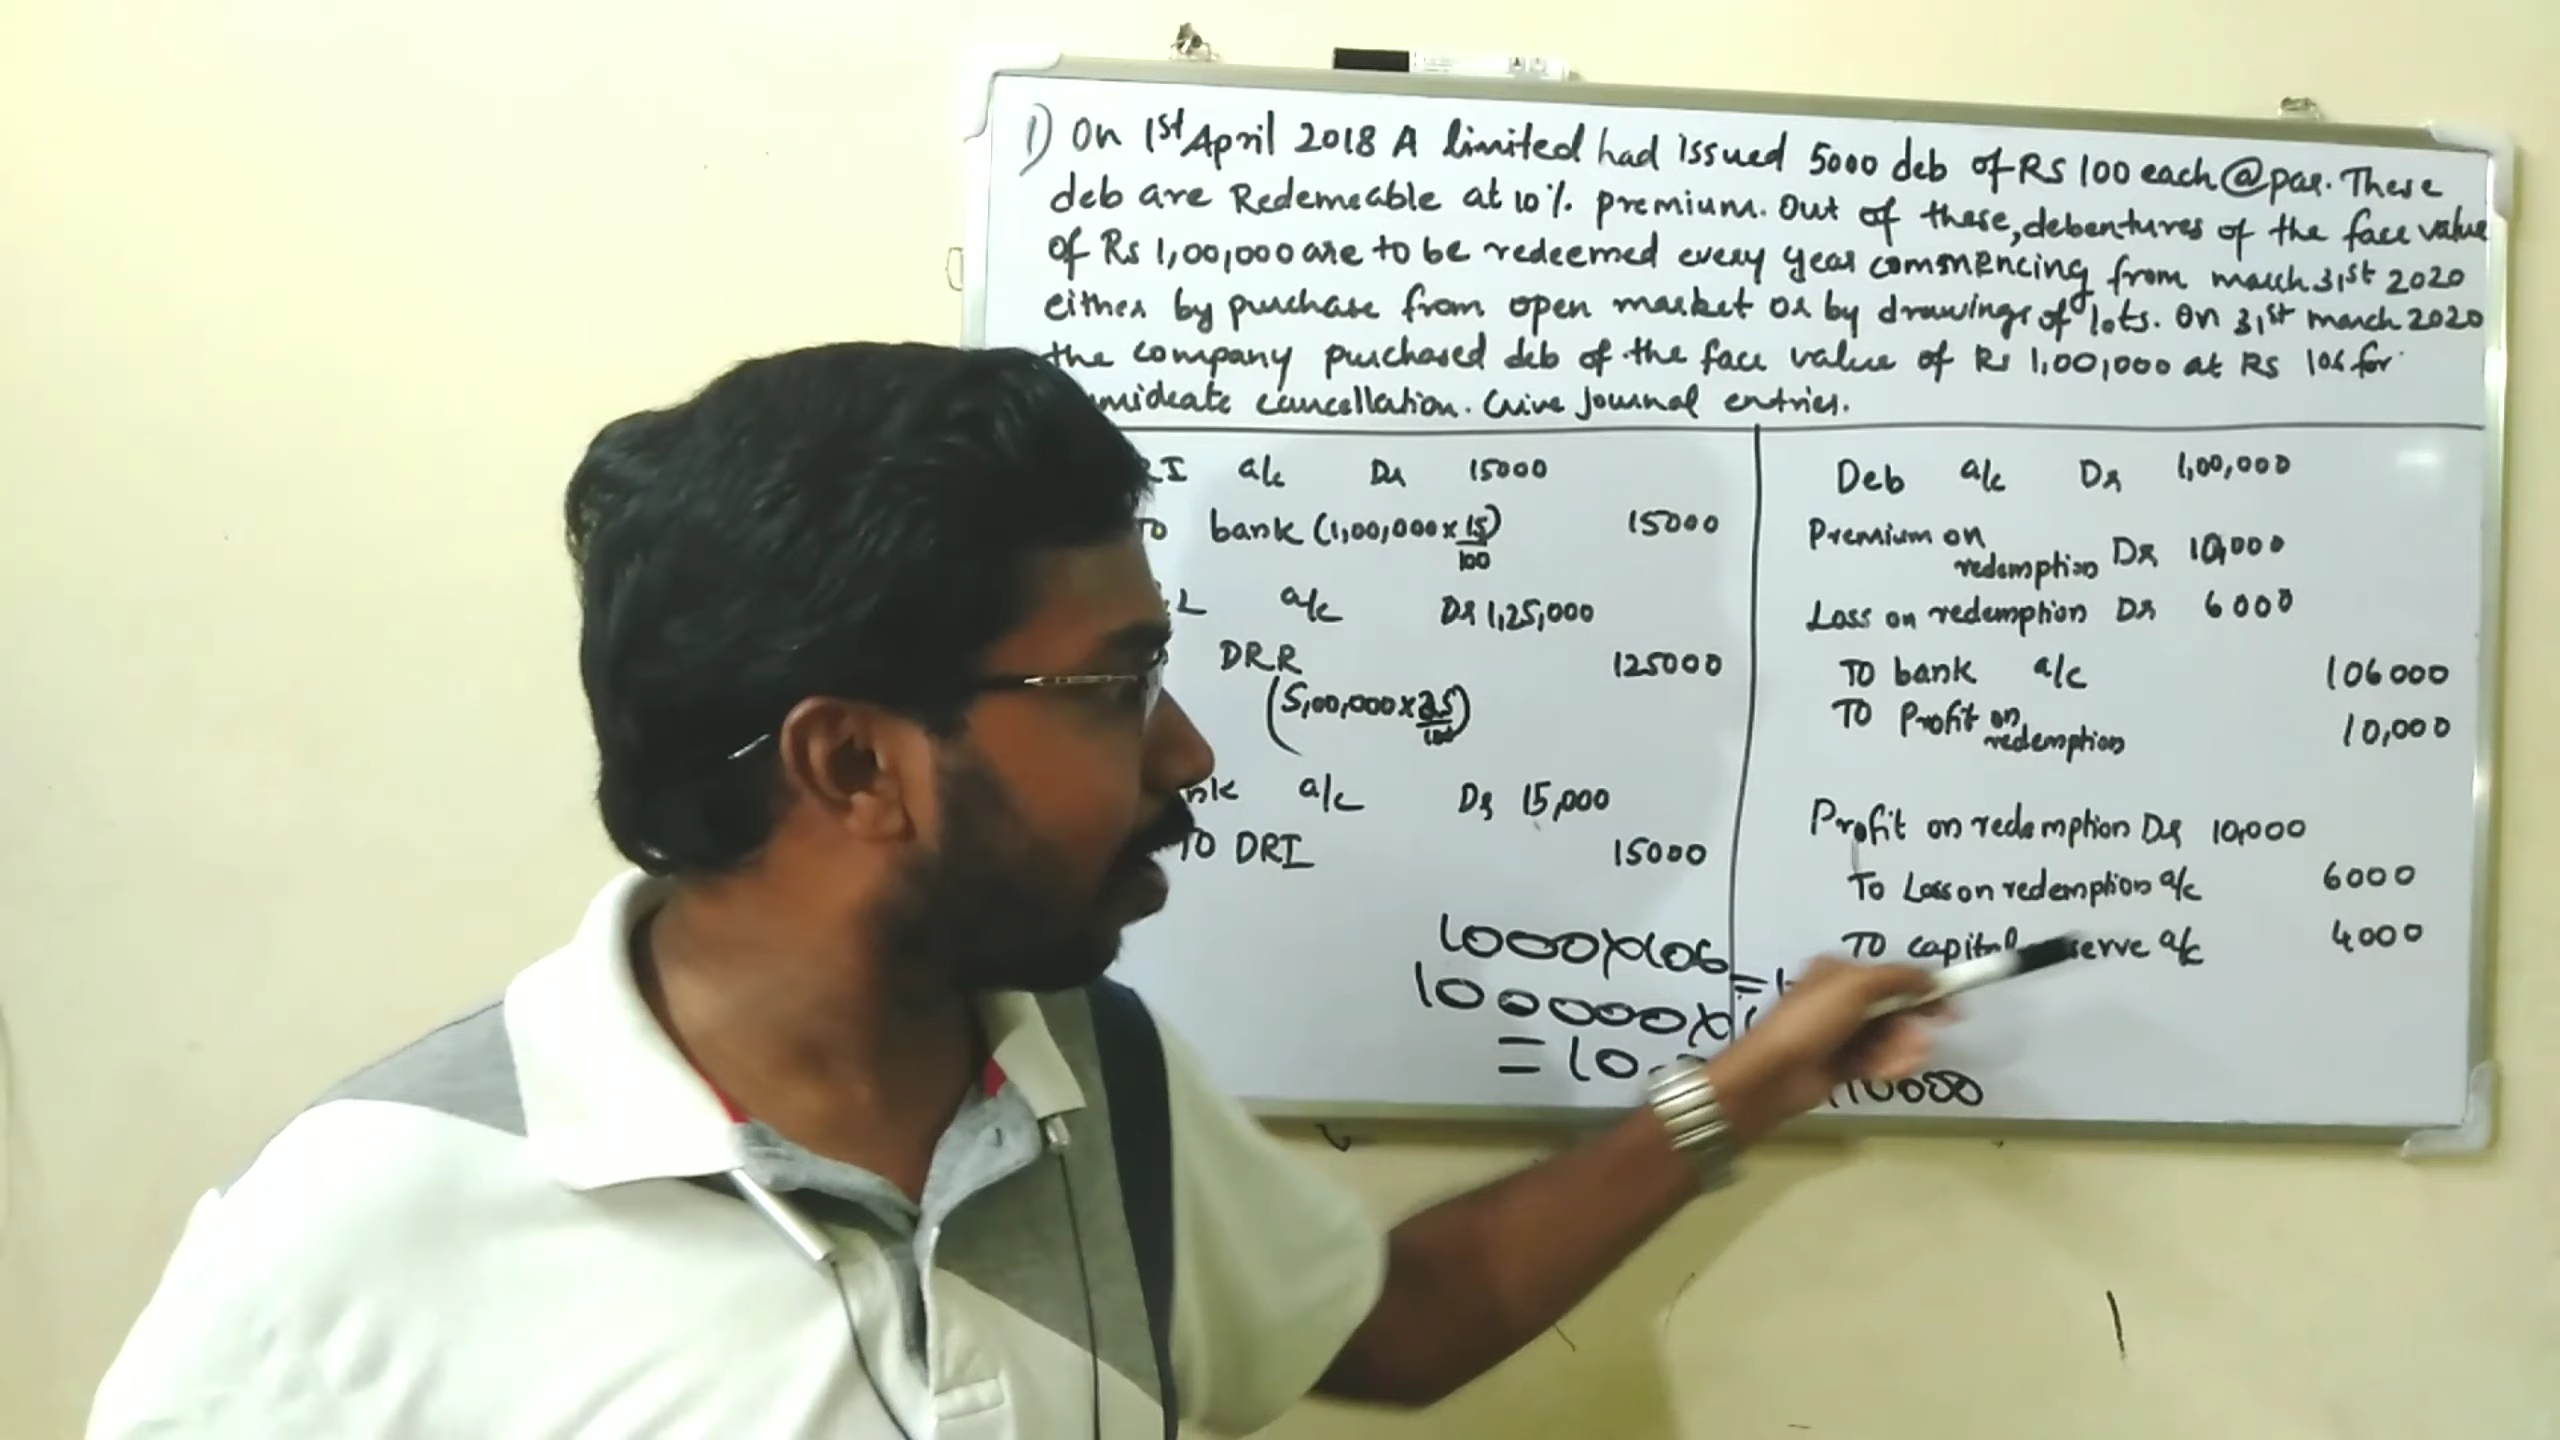 1) On 1st April 2018 A limited had issued 5000 deb of RS 100 each @ par. These
deb are Redemeable at 10%. premium. Out of these, debentures of the face value
of Rs 1,00,000 are to be redeemed every year commencing from march 31st 2020
either by purchase from open market or by drawings of lots. On 31st march 2020
the company purchased deb of the face value of Rs 1,00,000 at RS 106 for
cancellation. Give Journal entries.
a/c Dr 15000
To bank (1,00,000 × 15/100) 15000
a/c Dr 1,25,000
DRR 125000
(5,00,000 × 25/100)
a/c Dr 15,000
TO DRI 15000
1000×106 =
100000×
Deb a/c Dr 1,00,000
Premium on
redemption Dr 10,000
Loss on redemption Dr 6000
TO bank a/c 106000
TO Profit on
redemption 10,000
Profit on redemption Dr 10,000
To Loss on redemption a/c 6000
TO a/c 4000